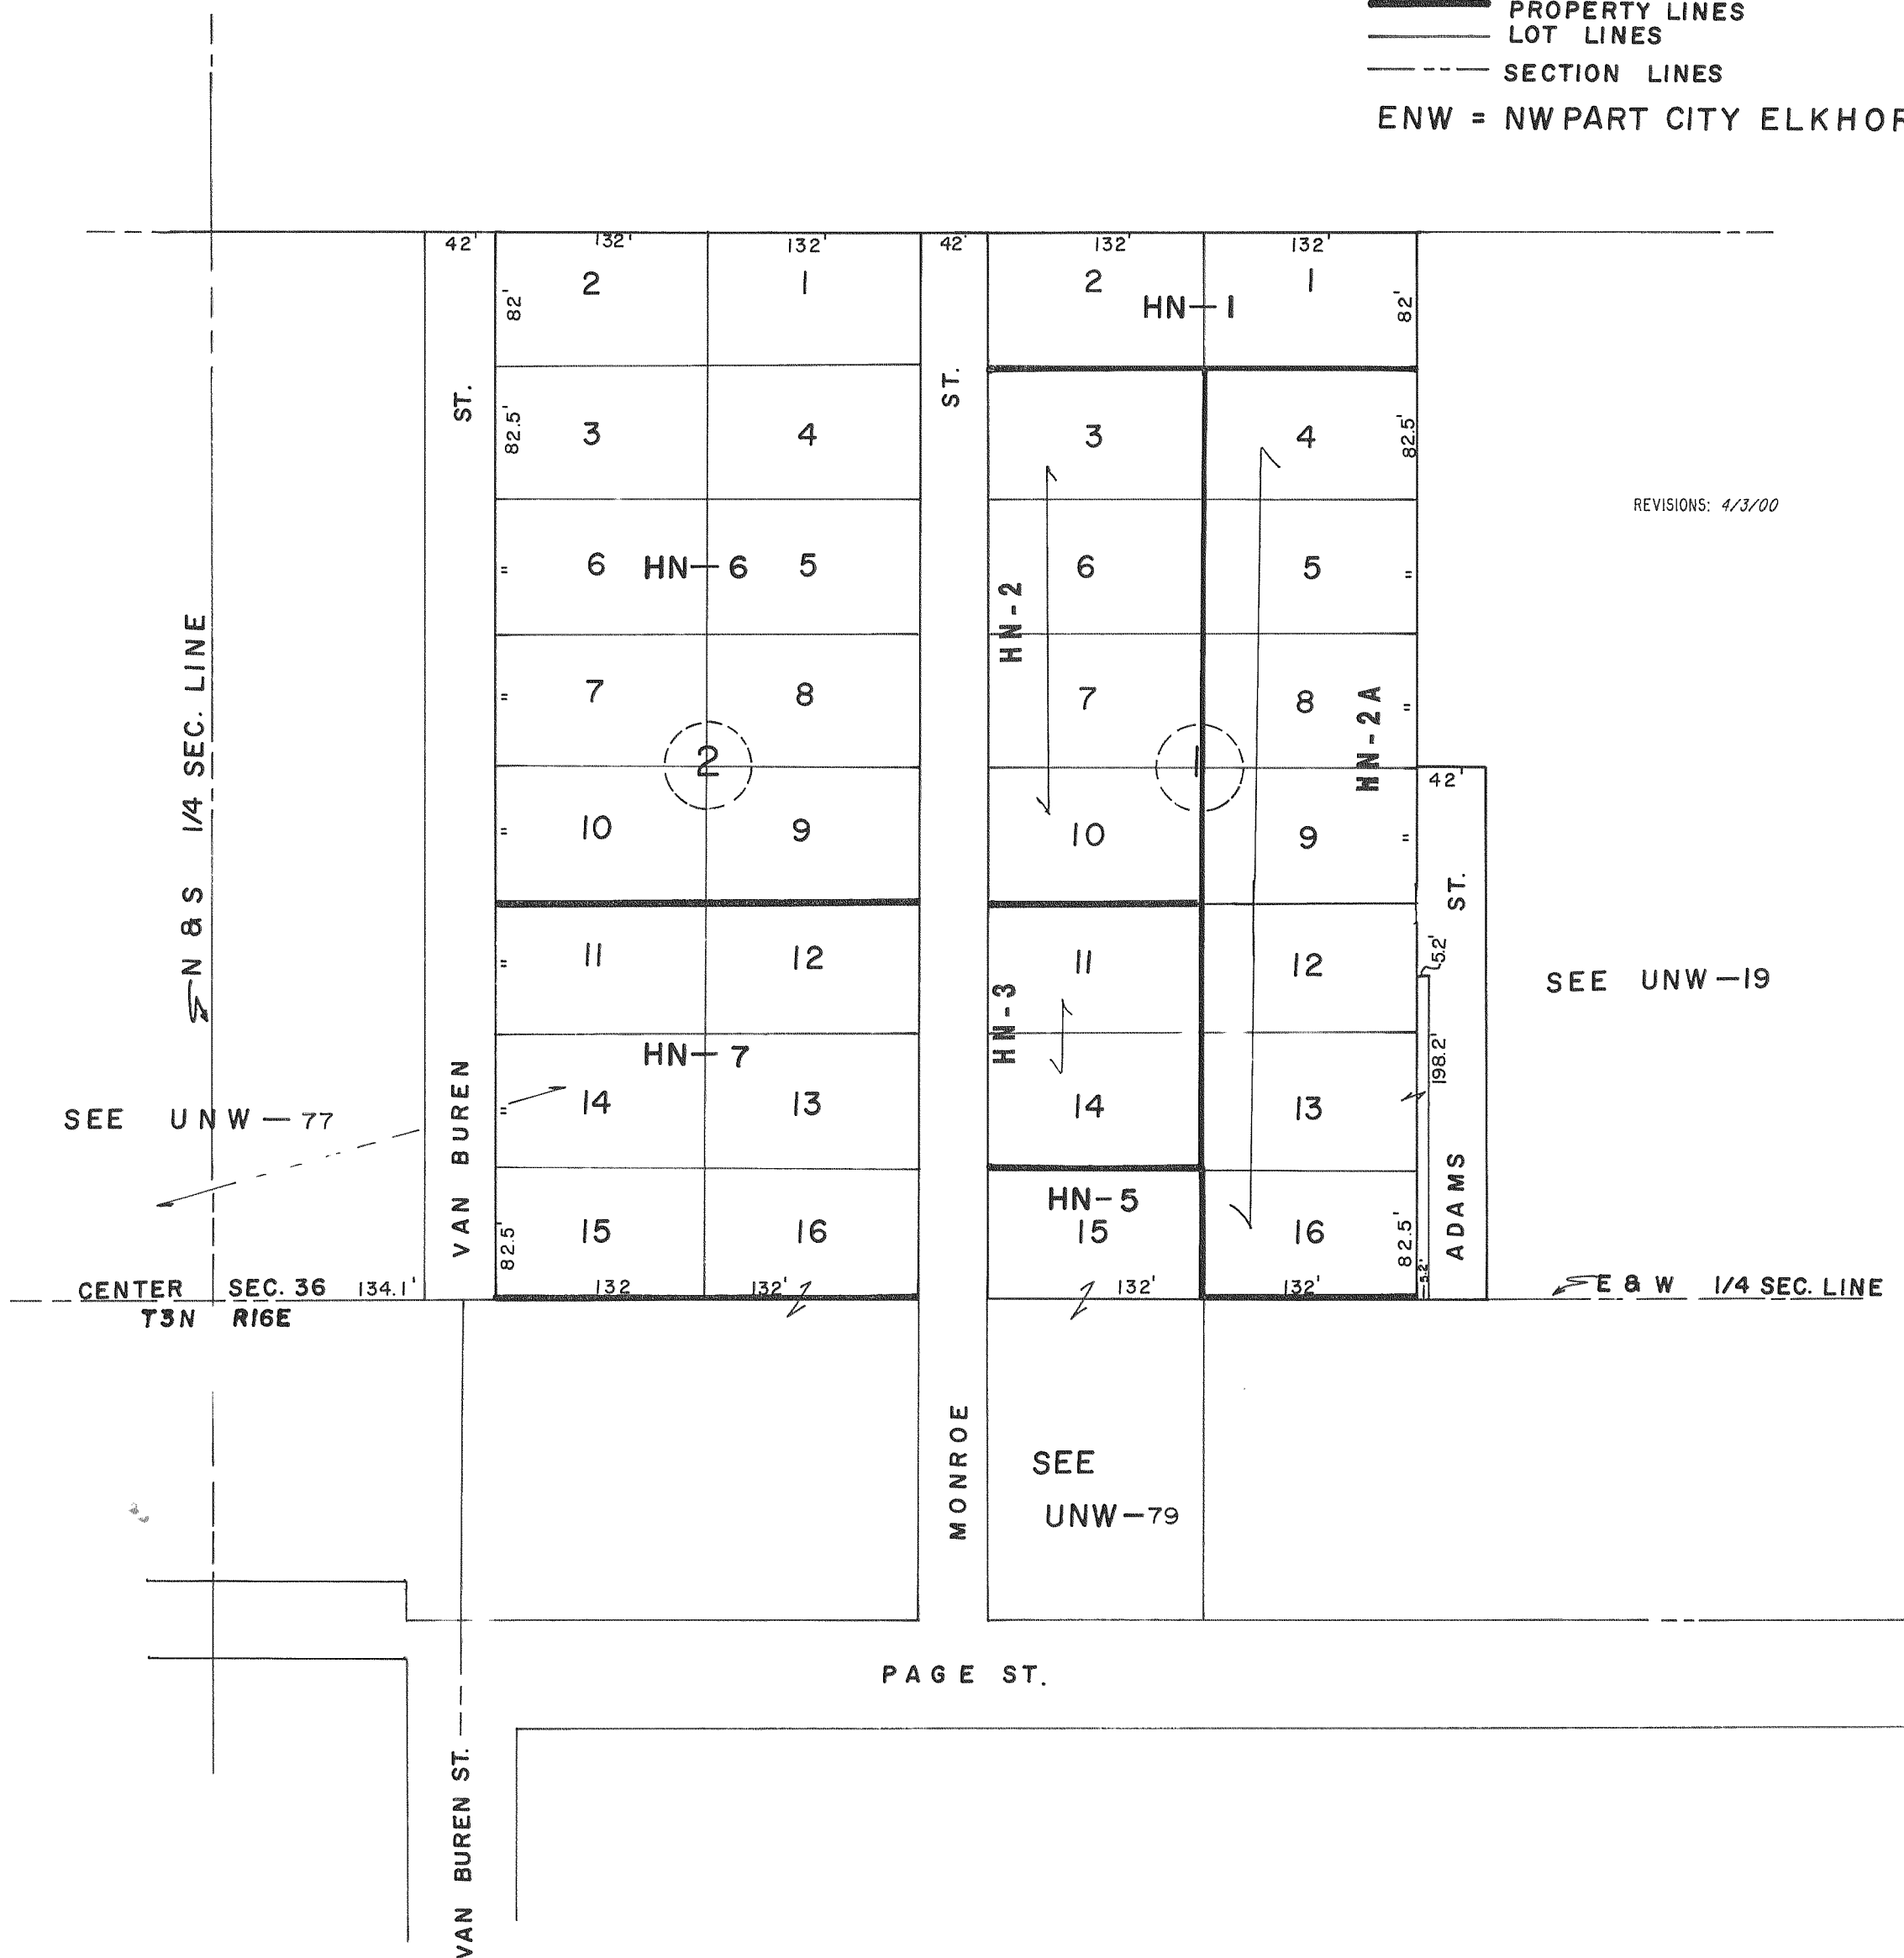 PROPERTY LINES
LOT LINES
SECTION LINES
ENW = NW PART CITY ELKHOR
42' 132' 132' 42' 132' 132'
2 1 2 1
HN-1
82' 82'
ST. ST.
3 4 3 4
82.5' 82.5'
REVISIONS: 4/3/00
6 HN-6 5 6 5
= =
HN-2
N & S 1/4 SEC. LINE
7 8 7 8
= =
HN-2A
2 1
42'
10 9 10 9
= =
ST.
11 12 11 12
=
5.2'
SEE UNW-19
HN-3
HN-7
198.2'
14 13 14 13
=
SEE UNW-77
VAN BUREN
ADAMS
HN-5
15 16 15 16
82.5' 82.5'
5.2'
CENTER SEC. 36 134.1' 132 132' 132' 132' E & W 1/4 SEC. LINE
T3N R16E
MONROE
SEE
UNW-79
PAGE ST.
VAN BUREN ST.